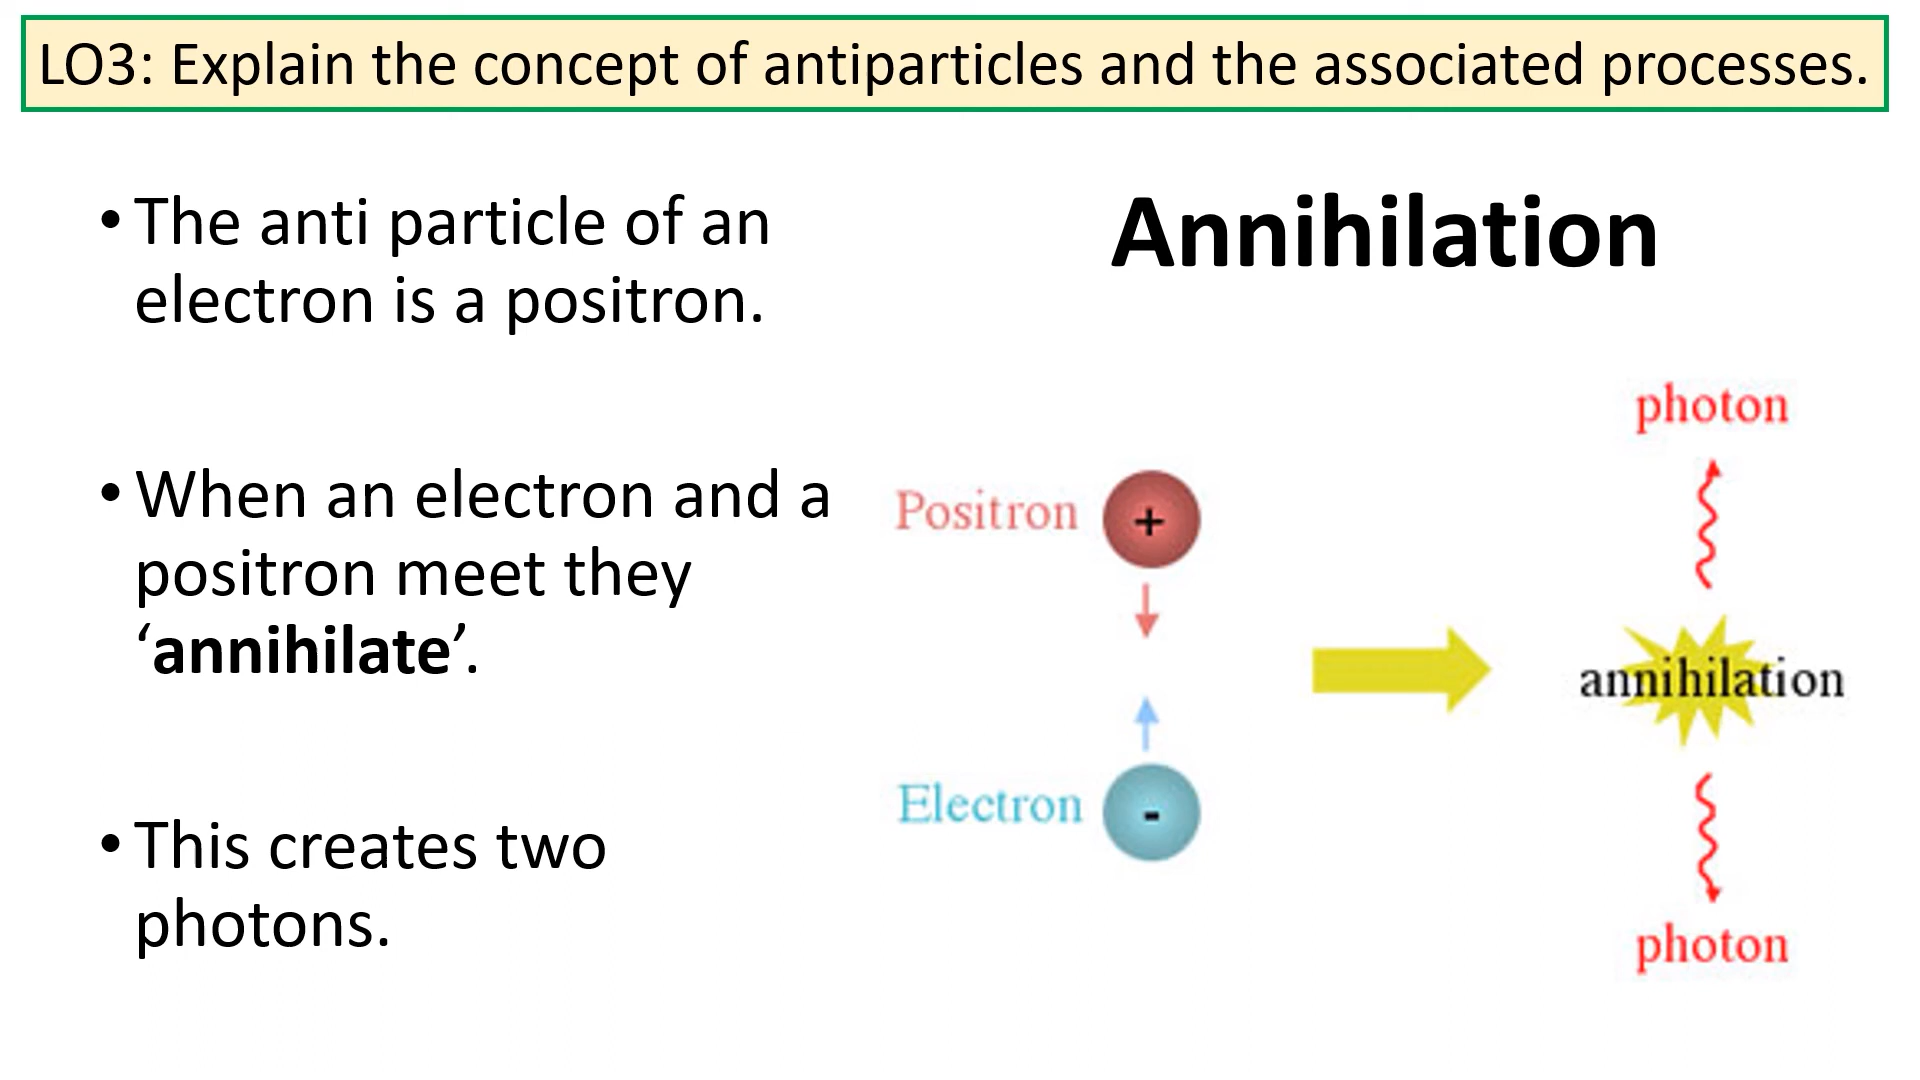 LO3: Explain the concept of antiparticles and the associated processes.
• The anti particle of an
electron is a positron.
• When an electron and a
positron meet they
‘annihilate’.
• This creates two
photons.
Annihilation
Positron
+
Electron
-
photon
annihilation
photon